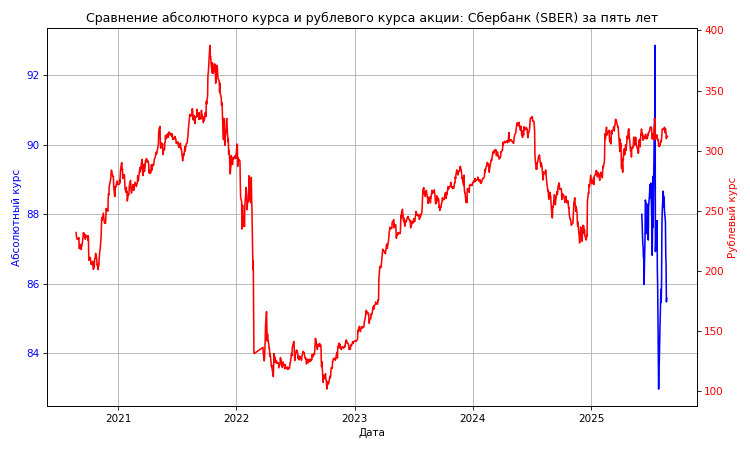 Сравнение абсолютного курса и рублевого курса акции: Сбербанк (SBER) за пять лет
400
92
350
90
300
88
250
86
200
84
150
100
Абсолютный курс
Рублевый курс
2021 2022 2023 2024 2025
Дата